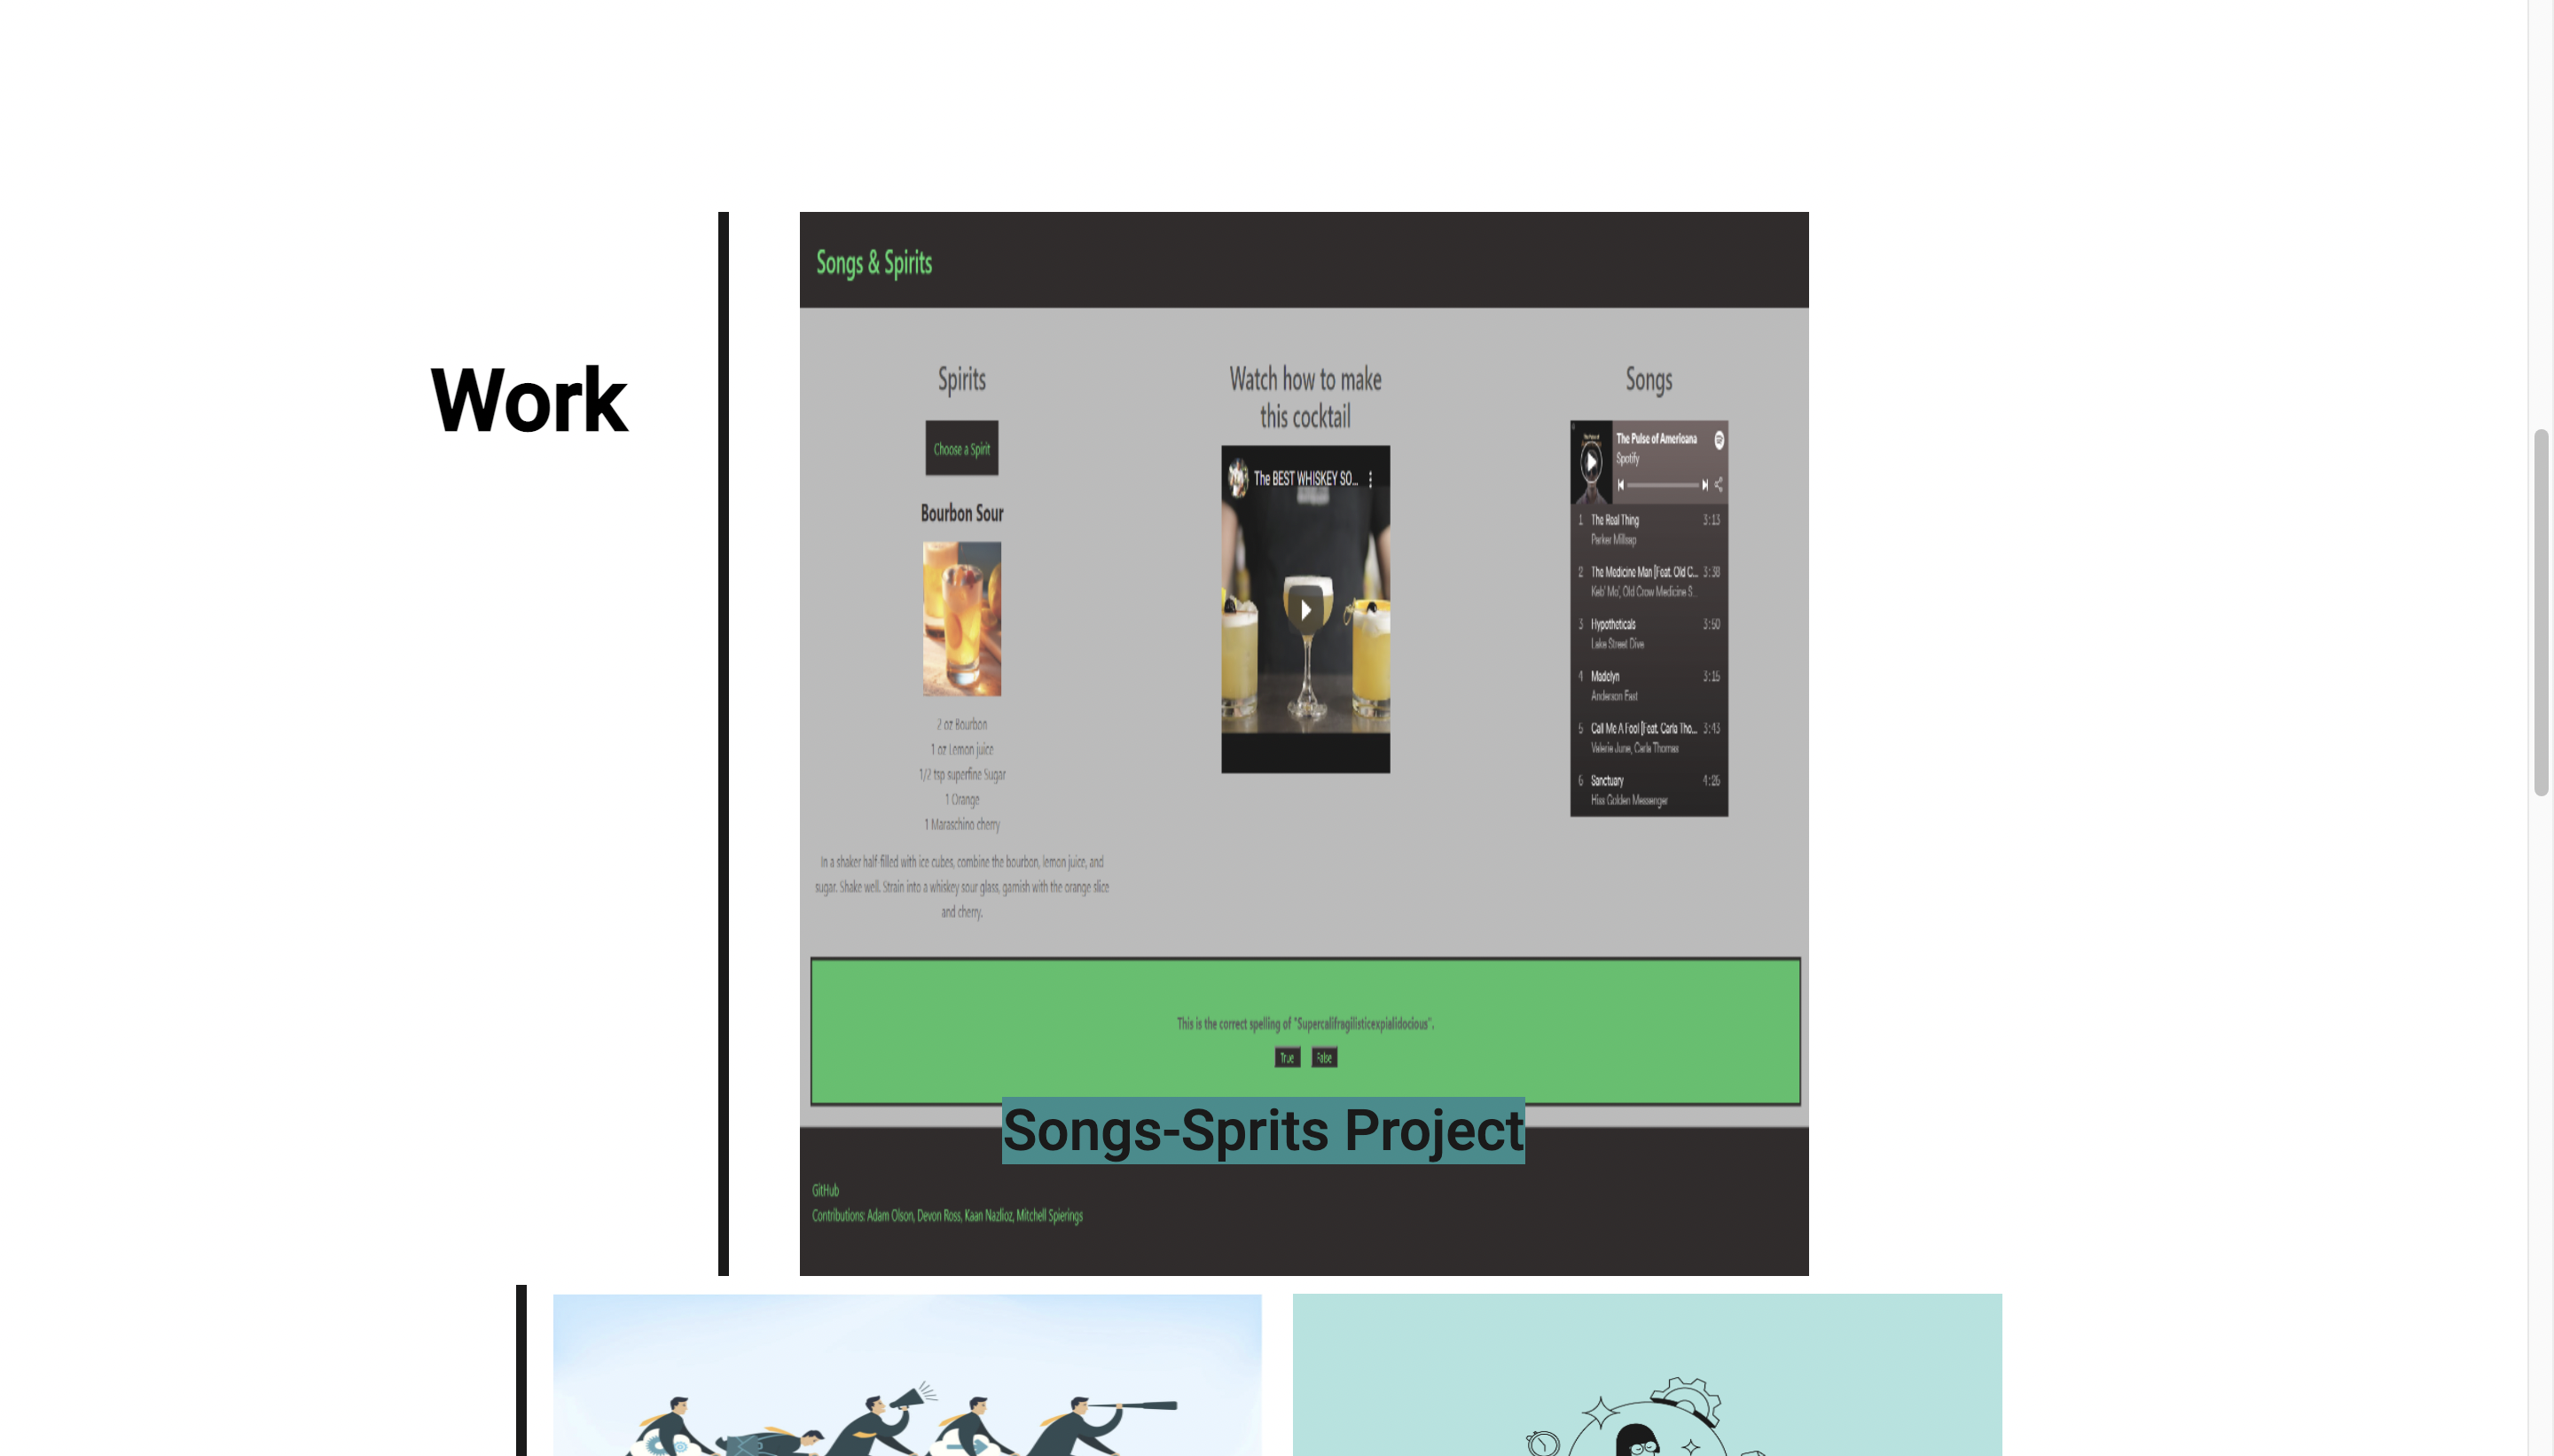 Work
Songs & Spirits
Spirits
Choose a Spirit
Bourbon Sour
2 oz Bourbon
1 oz Lemon juice
1/2 tsp superfine Sugar
1 Orange
1 Maraschino cherry
In a shaker half-filled with ice cubes, combine the bourbon, lemon juice, and
sugar. Shake well. Strain into a whiskey sour glass, garnish with the orange slice
and cherry.
Watch how to make
this cocktail
The BEST WHISKEY SO...
Songs
The Pulse of Americana
Spotify
1 The Real Thing 3:13
Parker Millsap
2 The Medicine Man (Feat. Old C... 3:38
Keb' Mo', Old Crow Medicine S...
3 Hypotheticals 3:50
Lake Street Dive
4 Madelyn 3:15
Anderson East
5 Call Me A Fool [Feat. Carla Tho... 3:43
Valerie June, Carla Thomas
6 Sanctuary 4:26
Hiss Golden Messenger
This is the correct spelling of "Supercalifragilisticexpialidocious".
True False
Songs-Sprits Project
GitHub
Contributions: Adam Olson, Devon Ross, Kaan Nazlioz, Mitchell Spierings